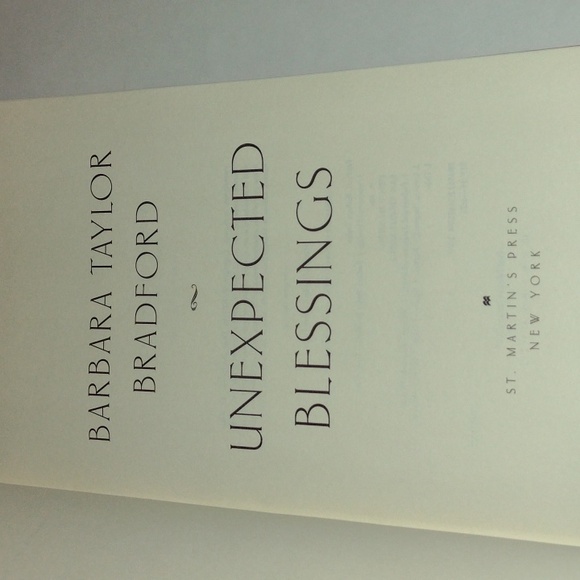 BARBARA TAYLOR
BRADFORD
UNEXPECTED
BLESSINGS
ST. MARTIN'S PRESS
NEW YORK